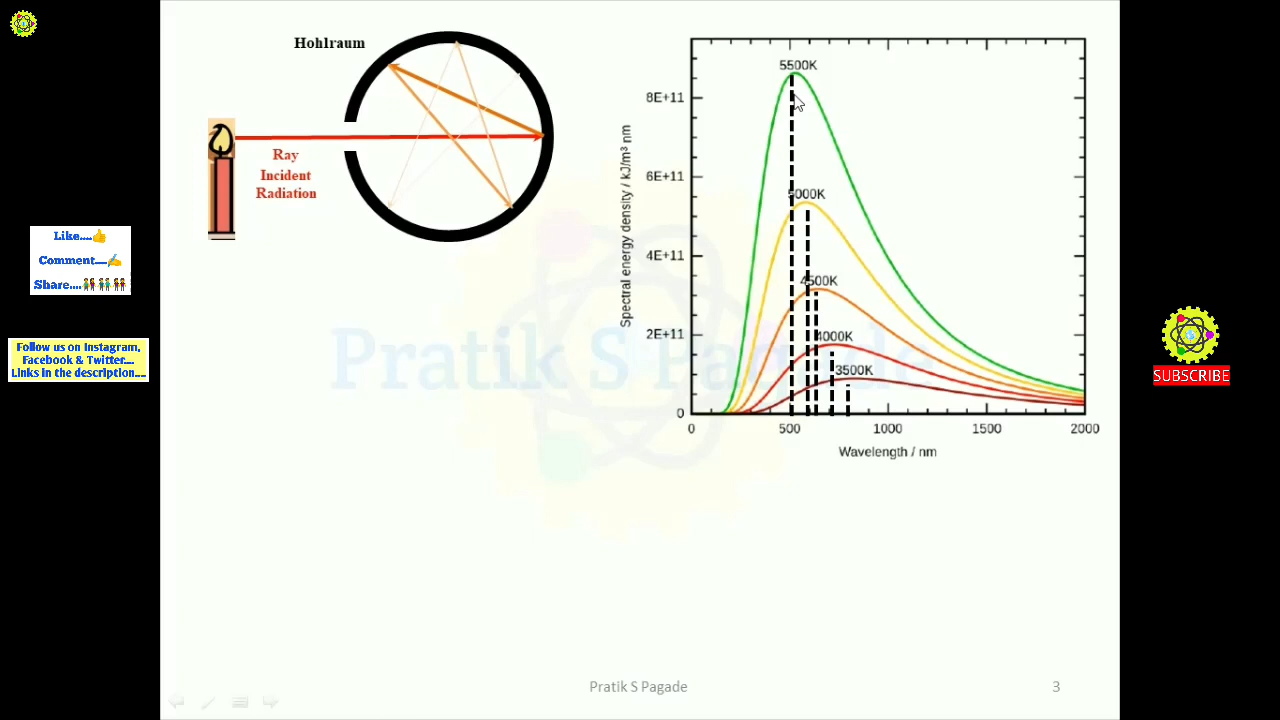 Hohlraum
Ray
Incident
Radiation
Like....👍
Comment....✍
Share....👫👫👫
Follow us on Instagram,
Facebook & Twitter....
Links in the description....
Spectral energy density / kJ/m³ nm
8E+11
6E+11
4E+11
2E+11
0
5500K
5000K
4500K
4000K
3500K
0 500 1000 1500 2000
Wavelength / nm
SUBSCRIBE
Pratik S Pagade
Pratik S Pagade
3